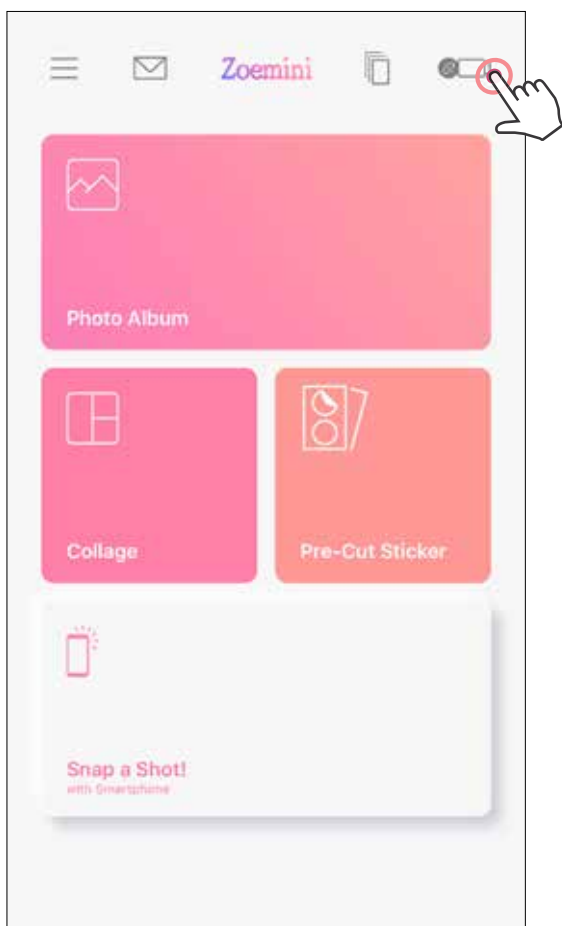 Zoemini
Photo Album
Collage
Pre-Cut Sticker
Snap a Shot!
with Smartphone